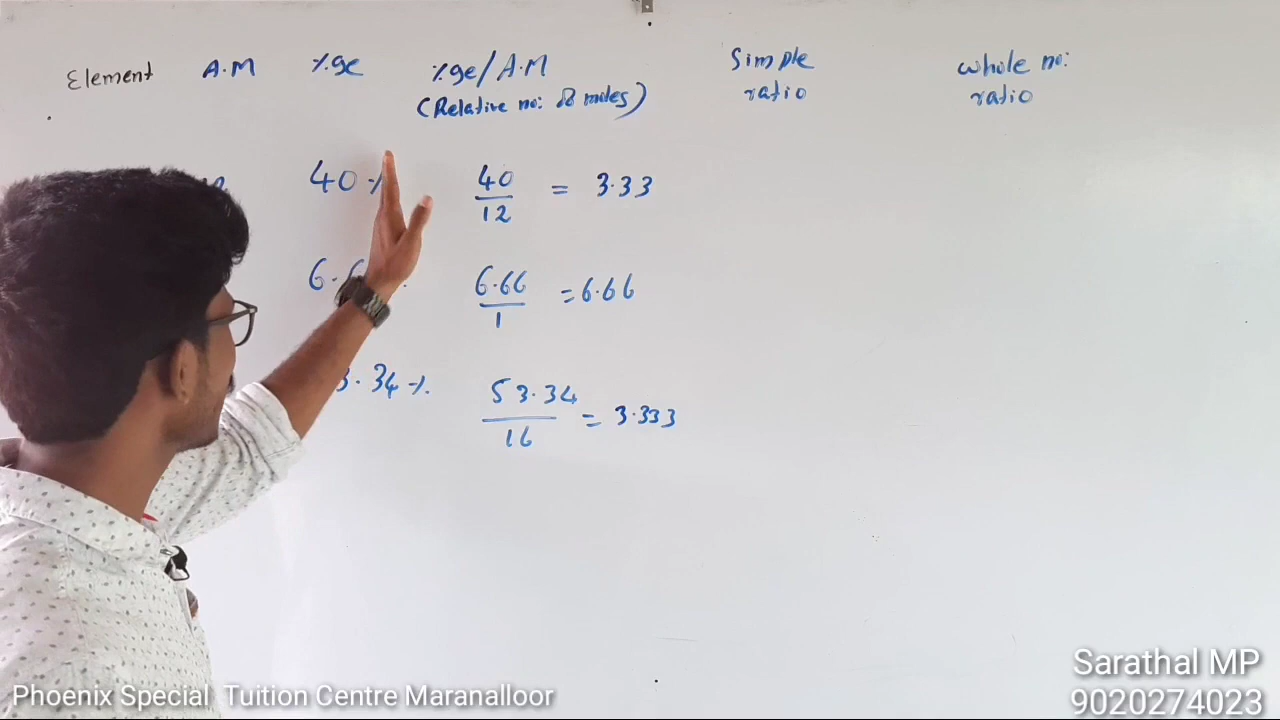 Element A.M %ge %ge/A.M Simple ratio whole no: ratio
(Relative no: of moles)
40 % 40/12 = 3.33
6.66/1 = 6.66
3.34 % 53.34/16 = 3.333
Sarathal MP
Phoenix Special Tuition Centre Maranalloor
9020274023